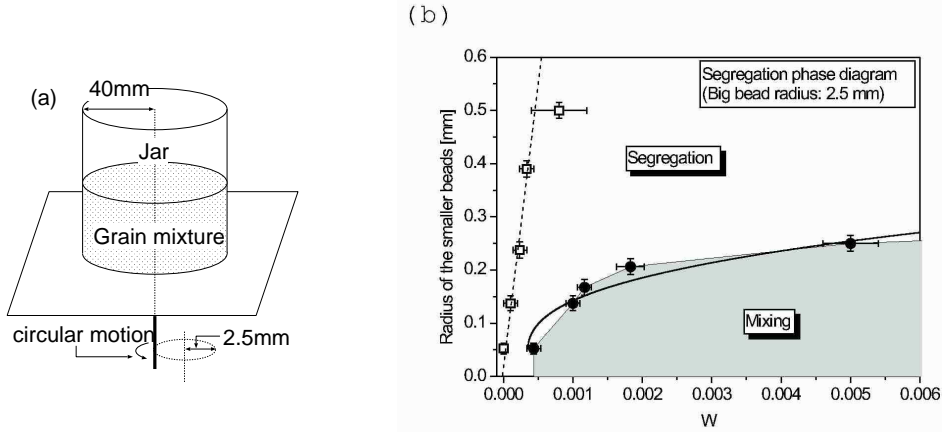 (a)
40mm
Jar
Grain mixture
circular motion
2.5mm
(b)
Segregation phase diagram
(Big bead radius: 2.5 mm)
Segregation
Mixing
Radius of the smaller beads [mm]
0.6
0.5
0.4
0.3
0.2
0.1
0.0
0.000
0.001
0.002
0.003
0.004
0.005
0.006
W